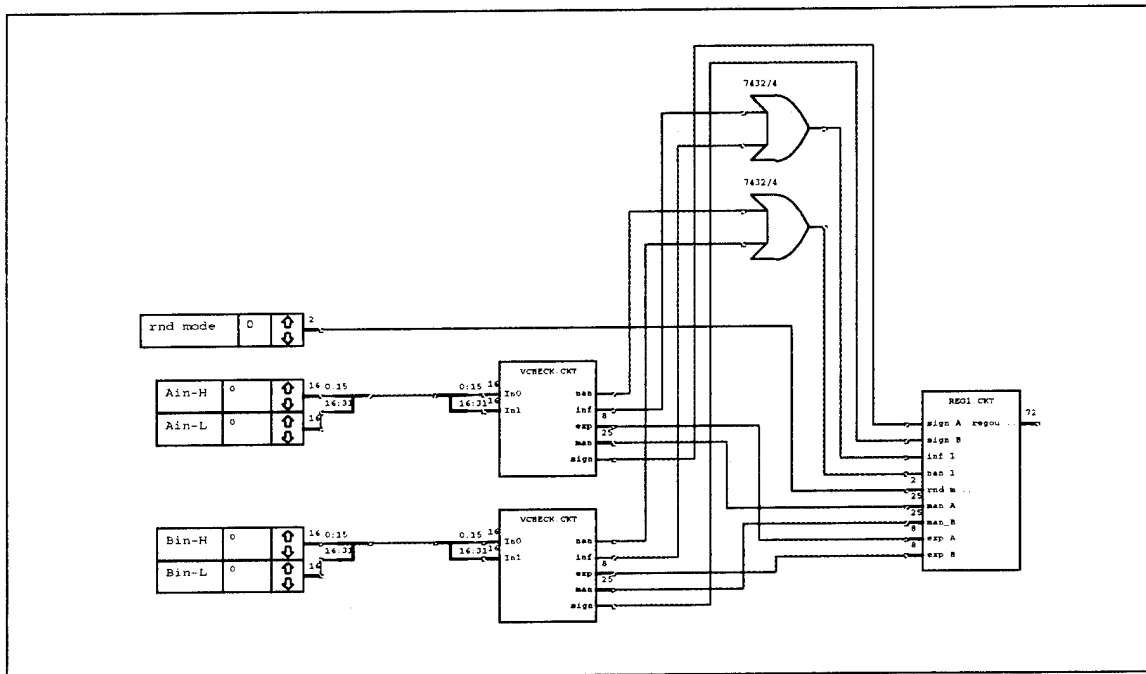 7432/4
7432/4
rnd mode 0 2
Ain-H 0 16 0:15
16:31
Ain-L 0 16
0:15 16
16:31 16
VCHECK.CKT
In0 nan
In1 inf
8
exp
25
man
sign
Bin-H 0 16 0:15
16:31
Bin-L 0 16
0.15 16
16:31 16
VCHECK.CKT
In0 nan
In1 inf
8
exp
25
man
sign
REG1.CKT
sign A regou .. 72
sign B
inf 1
nan 1
2
rnd m ..
25
man A
25
man_B
8
exp A
8
exp B